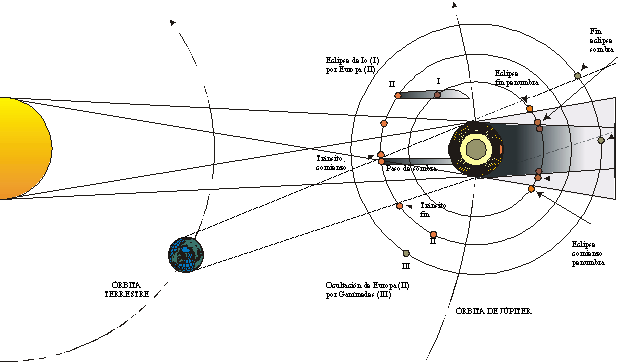 Fin
eclipse
sombra
Eclipse de Io (I)
por Europa (II)
Eclipse
fin penumbra
II
I
Tránsito,
comienzo
Paso de sombra
Tránsito
fin
II
III
Eclipse
comienzo
penumbra
ÓRBITA
TERRESTRE
Ocultación de Europa (II)
por Ganimedes (III)
ÓRBITA DE JÚPITER